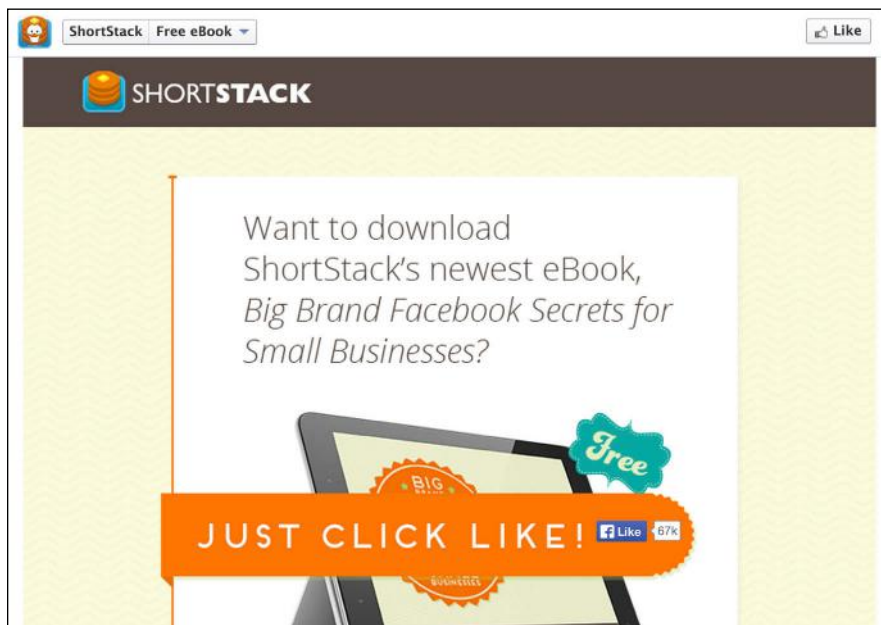 ShortStack Free eBook
Like
SHORTSTACK
Want to download
ShortStack's newest eBook,
Big Brand Facebook Secrets for
Small Businesses?
Free
BIG
JUST CLICK LIKE!
Like 67k
BUSINESSES